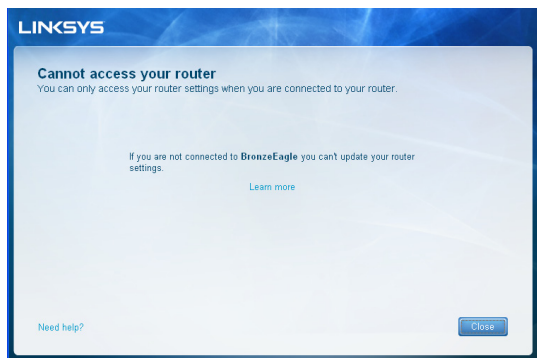 LINKSYS
Cannot access your router
You can only access your router settings when you are connected to your router.
If you are not connected to BronzeEagle you can't update your router
settings.
Learn more
Need help?
Close